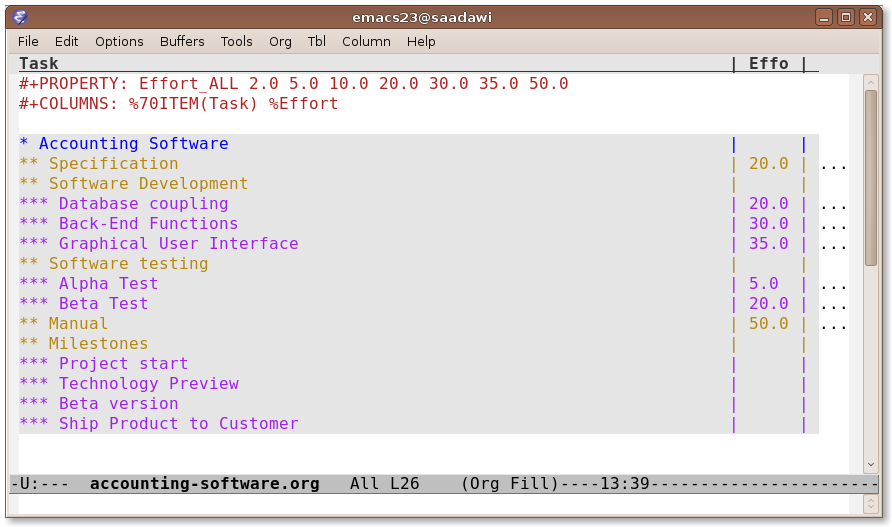 emacs23@saadawi
File Edit Options Buffers Tools Org Tbl Column Help
Task | Effo |
#+PROPERTY: Effort_ALL 2.0 5.0 10.0 20.0 30.0 35.0 50.0
#+COLUMNS: %70ITEM(Task) %Effort
* Accounting Software | |
** Specification | 20.0 | ...
** Software Development | |
*** Database coupling | 20.0 | ...
*** Back-End Functions | 30.0 | ...
*** Graphical User Interface | 35.0 | ...
** Software testing | |
*** Alpha Test | 5.0 | ...
*** Beta Test | 20.0 | ...
** Manual | 50.0 | ...
** Milestones | |
*** Project start | |
*** Technology Preview | |
*** Beta version | |
*** Ship Product to Customer | |
-U:--- accounting-software.org All L26 (Org Fill)----13:39-----------------------